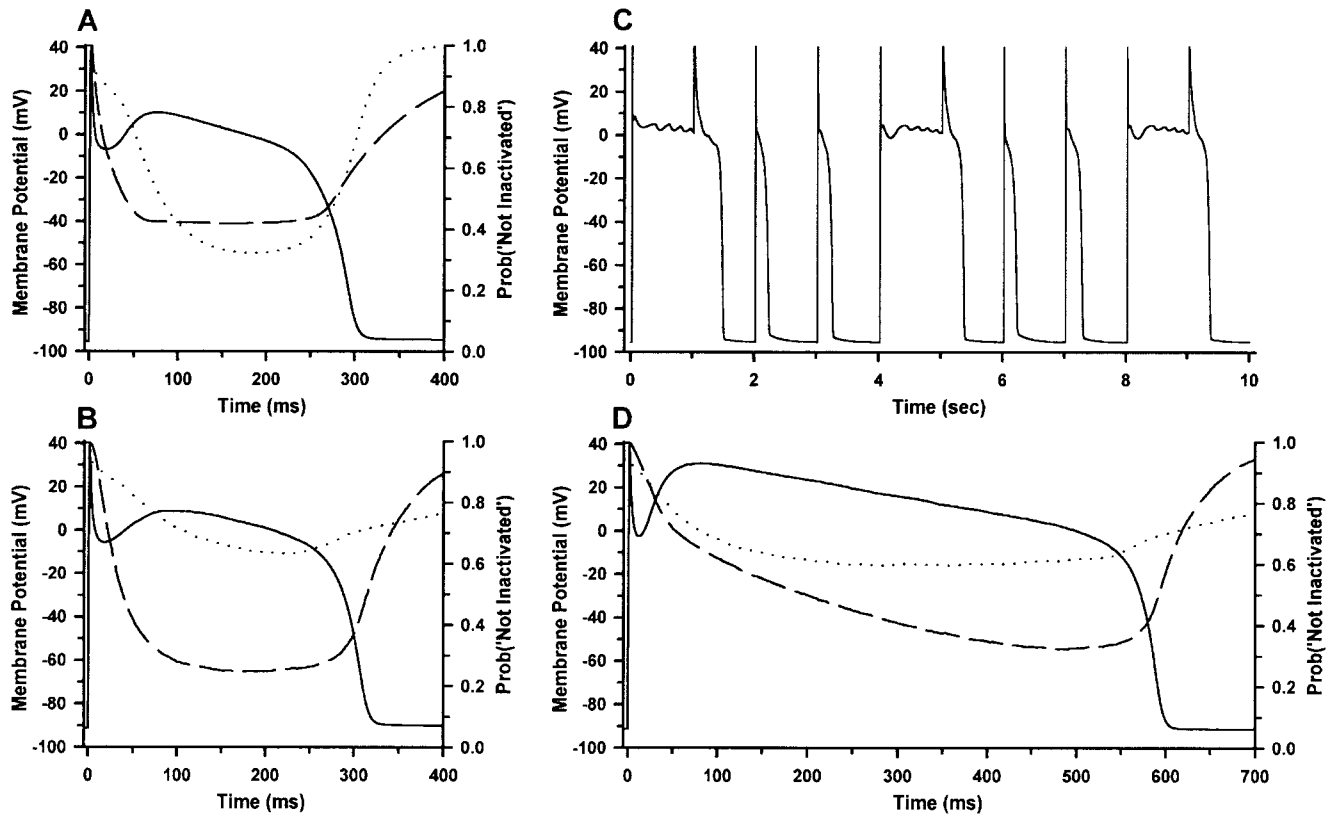 A
40
20
0
-20
-40
-60
-80
-100
Membrane Potential (mV)
1.0
0.8
0.6
0.4
0.2
0.0
Prob('Not Inactivated')
0 100 200 300 400
Time (ms)
C
40
20
0
-20
-40
-60
-80
-100
Membrane Potential (mV)
0 2 4 6 8 10
Time (sec)
B
40
20
0
-20
-40
-60
-80
-100
Membrane Potential (mV)
1.0
0.8
0.6
0.4
0.2
0.0
Prob('Not Inactivated')
0 100 200 300 400
Time (ms)
D
40
20
0
-20
-40
-60
-80
-100
Membrane Potential (mV)
1.0
0.8
0.6
0.4
0.2
0.0
Prob('Not Inactivated')
0 100 200 300 400 500 600 700
Time (ms)